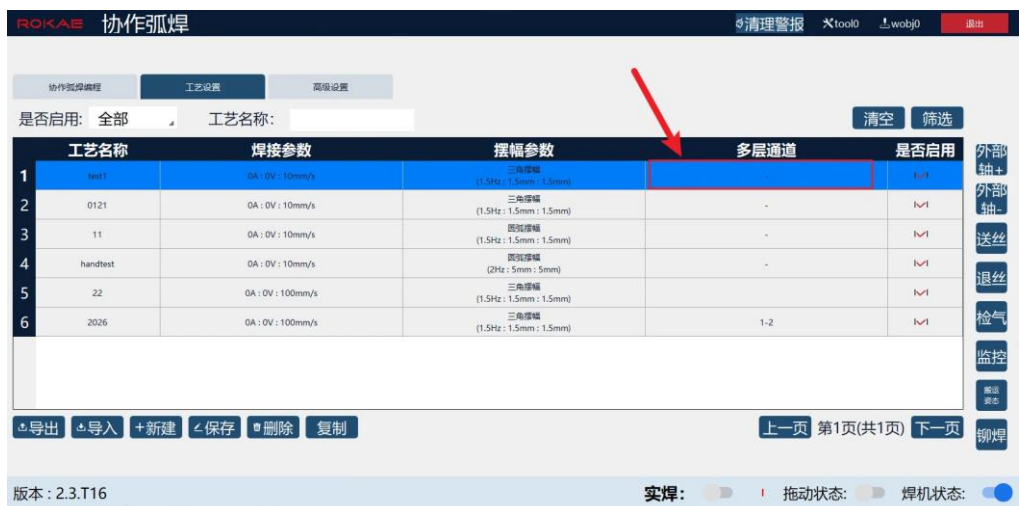 ROKAE 协作弧焊 清理警报 tool0 wobj0 退出
协作弧焊编程 工艺设置 高级设置
是否启用: 全部 工艺名称: 清空 筛选
工艺名称 焊接参数 摆幅参数 多层通道 是否启用
1 test1 0A : 0V : 10mm/s 三角摆幅 -
(1.5Hz : 1.5mm : 1.5mm)
2 0121 0A : 0V : 10mm/s 三角摆幅 -
(1.5Hz : 1.5mm : 1.5mm)
3 11 0A : 0V : 10mm/s 圆弧摆幅 -
(1.5Hz : 1.5mm : 1.5mm)
4 handtest 0A : 0V : 10mm/s 圆弧摆幅 -
(2Hz : 5mm : 5mm)
5 22 0A : 0V : 100mm/s 三角摆幅
(1.5Hz : 1.5mm : 1.5mm)
6 2026 0A : 0V : 100mm/s 三角摆幅 1-2
(1.5Hz : 1.5mm : 1.5mm)
外部
轴+
外部
轴-
送丝
退丝
检气
监控
搬运
姿态
铆焊
导出 导入 +新建 保存 删除 复制 上一页 第1页(共1页) 下一页
版本 : 2.3.T16 实焊: 拖动状态: 焊机状态: